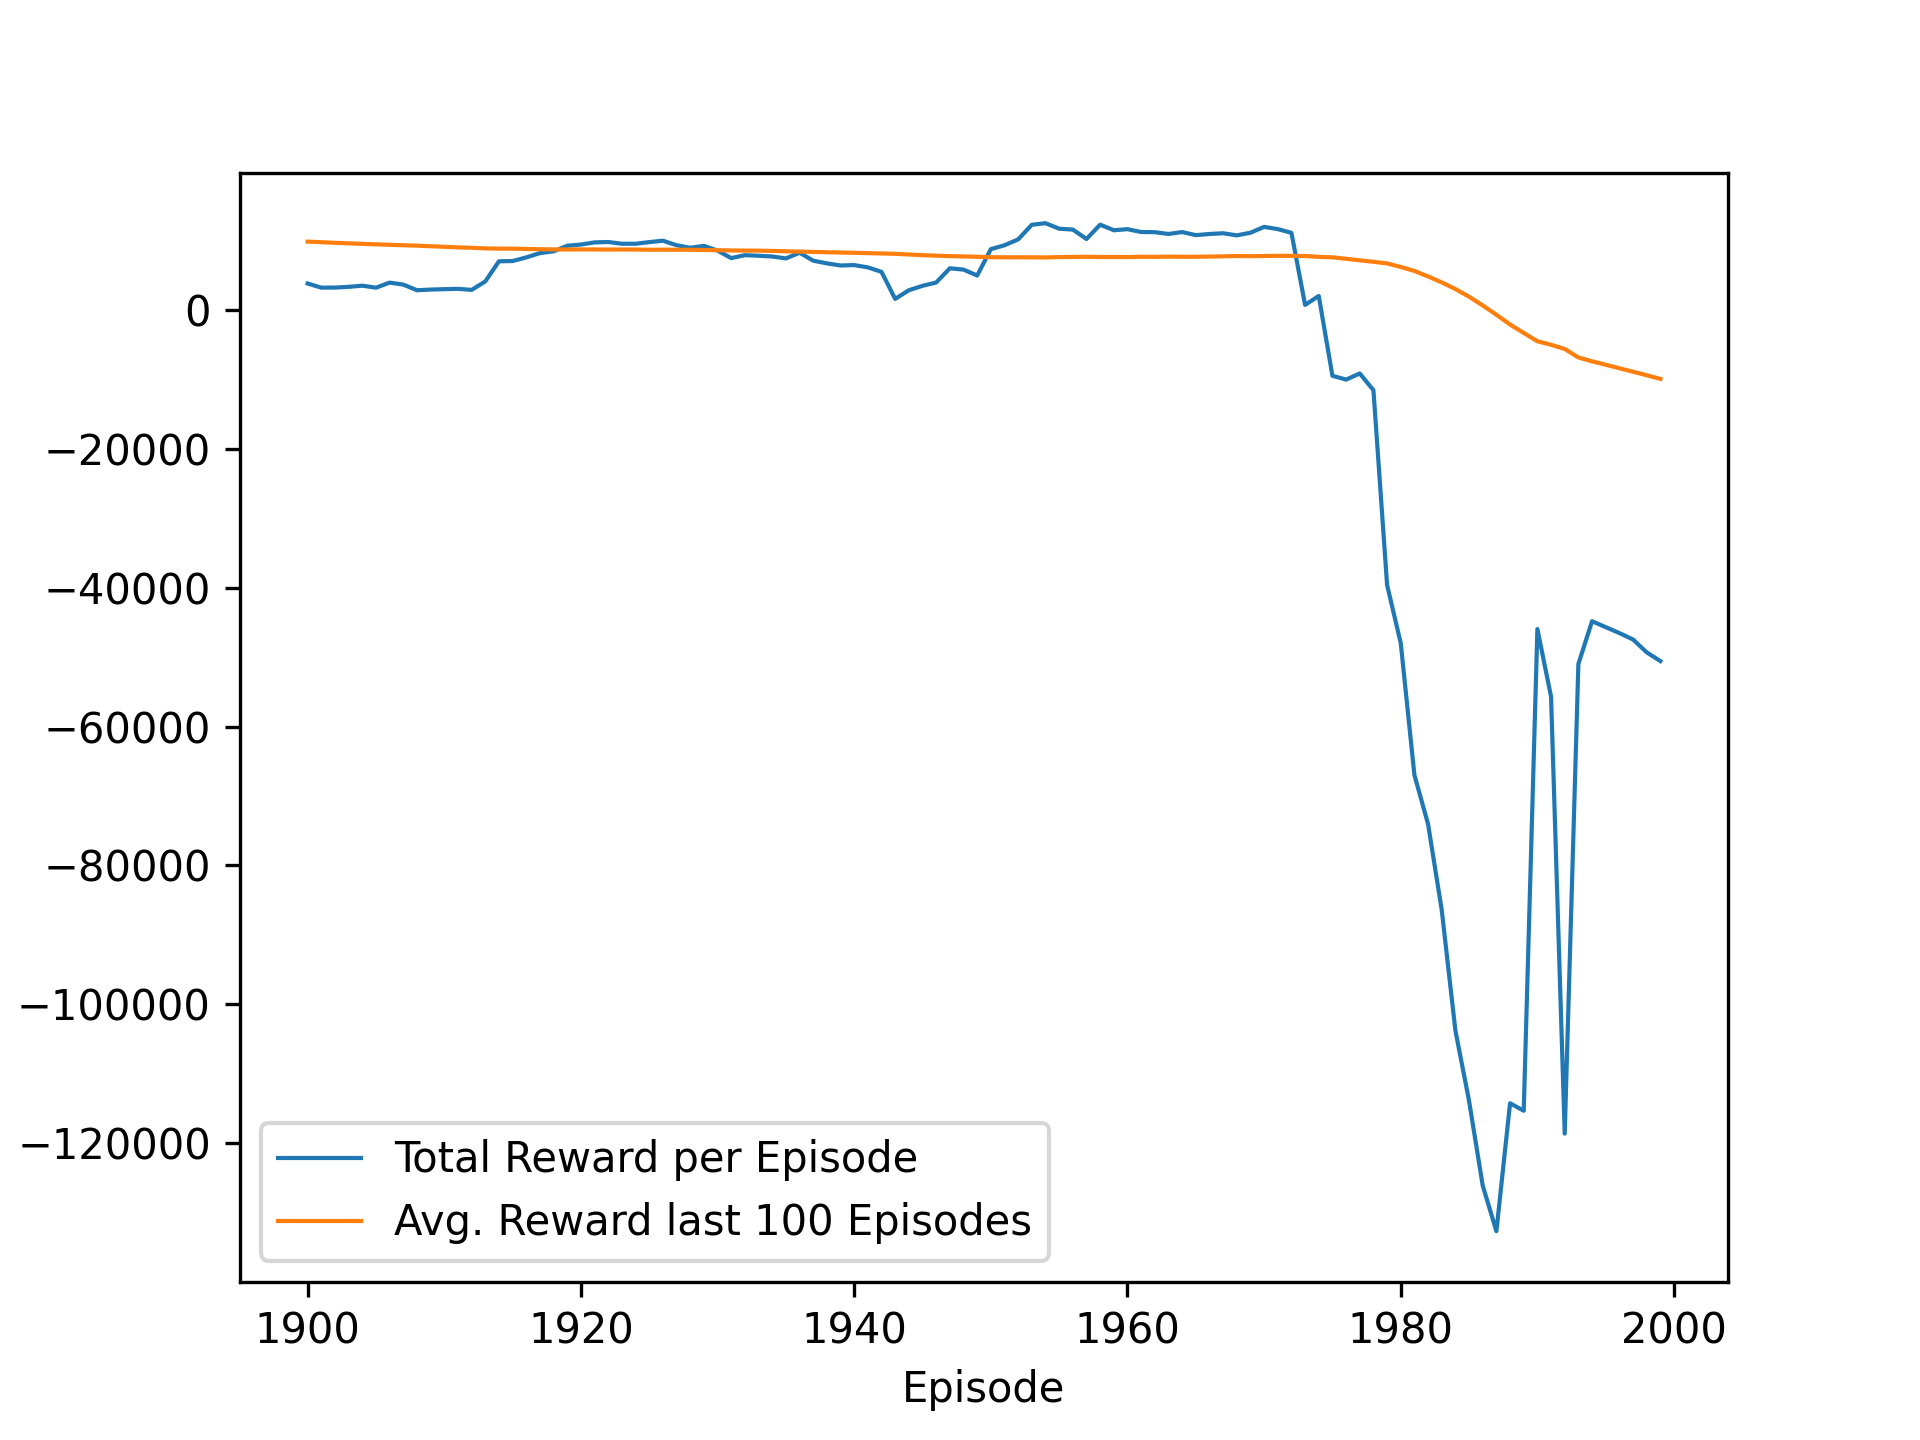 0
−20000
−40000
−60000
−80000
−100000
−120000
Total Reward per Episode
Avg. Reward last 100 Episodes
1900 1920 1940 1960 1980 2000
Episode